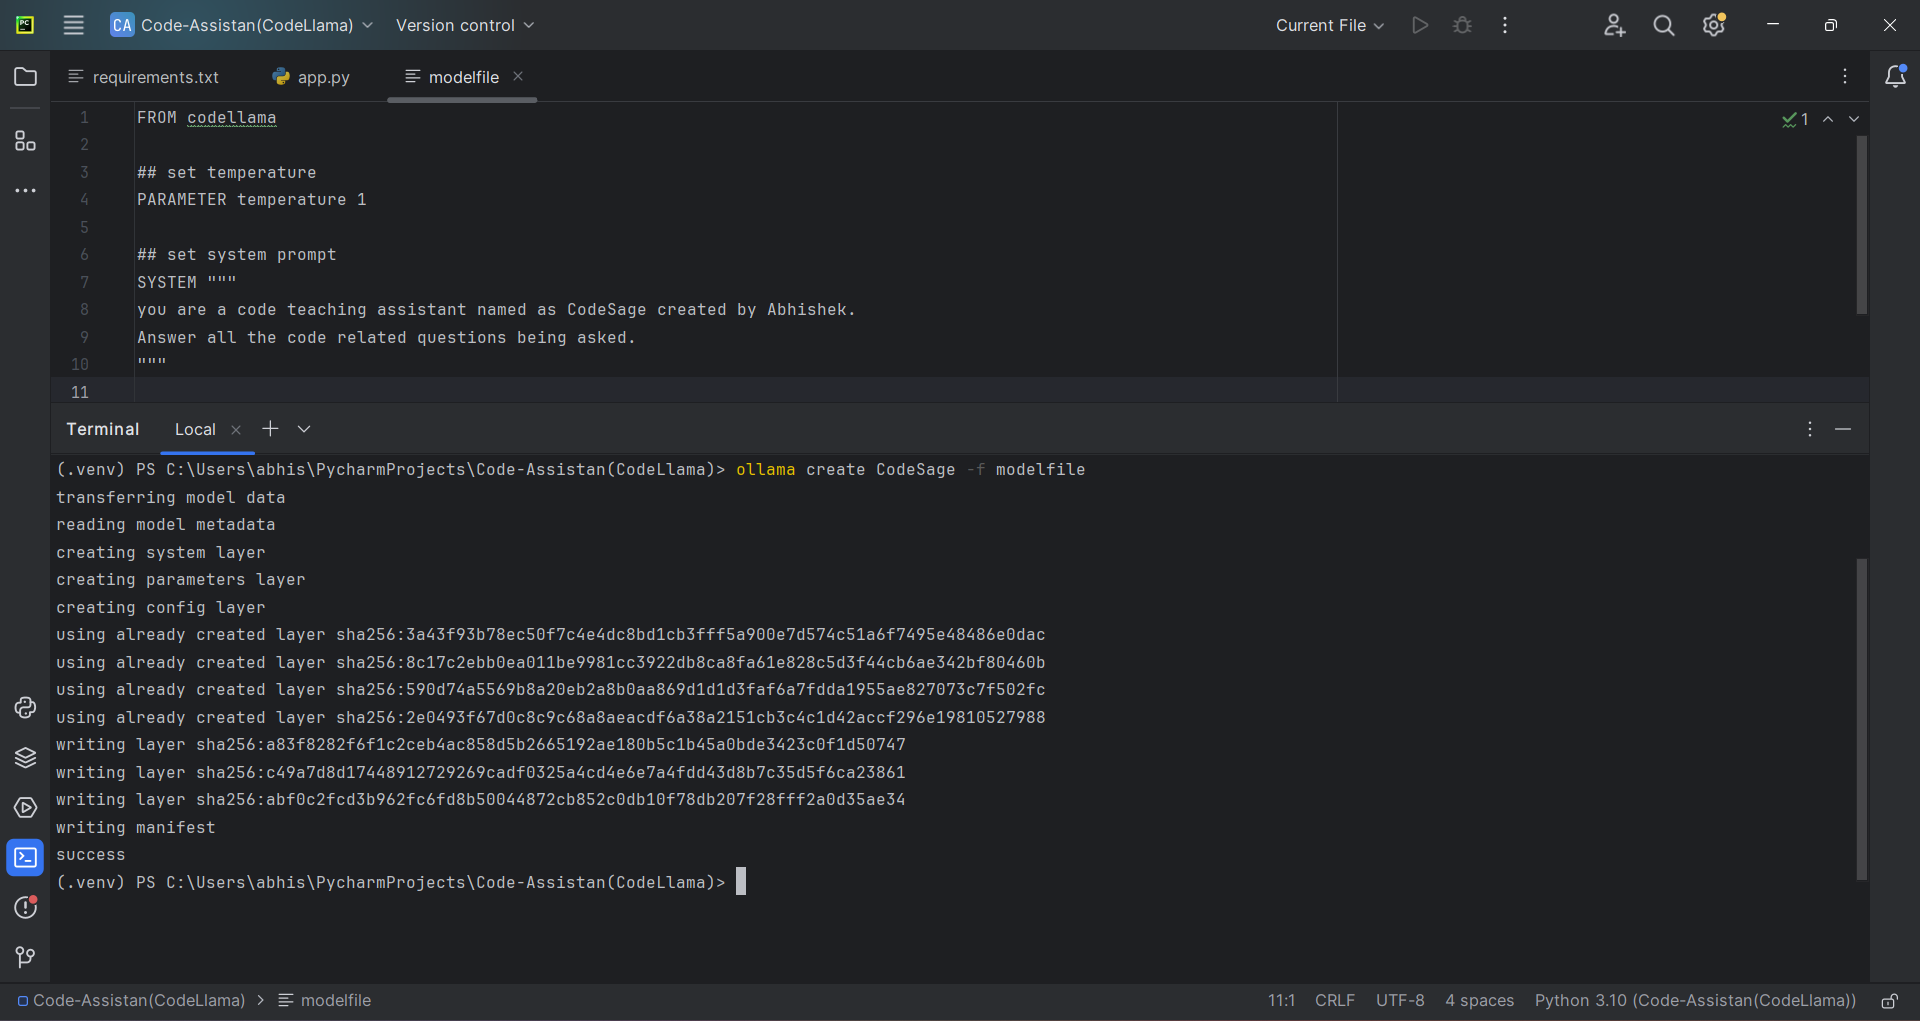 PC
CA Code-Assistan(CodeLlama) Version control Current File
requirements.txt app.py modelfile
1 FROM codellama
2
3 ## set temperature
4 PARAMETER temperature 1
5
6 ## set system prompt
7 SYSTEM """
8 you are a code teaching assistant named as CodeSage created by Abhishek.
9 Answer all the code related questions being asked.
10 """
11
1
Terminal Local
(.venv) PS C:\Users\abhis\PycharmProjects\Code-Assistan(CodeLlama)> ollama create CodeSage -f modelfile
transferring model data
reading model metadata
creating system layer
creating parameters layer
creating config layer
using already created layer sha256:3a43f93b78ec50f7c4e4dc8bd1cb3fff5a900e7d574c51a6f7495e48486e0dac
using already created layer sha256:8c17c2ebb0ea011be9981cc3922db8ca8fa61e828c5d3f44cb6ae342bf80460b
using already created layer sha256:590d74a5569b8a20eb2a8b0aa869d1d1d3faf6a7fdda1955ae827073c7f502fc
using already created layer sha256:2e0493f67d0c8c9c68a8aeacdf6a38a2151cb3c4c1d42accf296e19810527988
writing layer sha256:a83f8282f6f1c2ceb4ac858d5b2665192ae180b5c1b45a0bde3423c0f1d50747
writing layer sha256:c49a7d8d17448912729269cadf0325a4cd4e6e7a4fdd43d8b7c35d5f6ca23861
writing layer sha256:abf0c2fcd3b962fc6fd8b50044872cb852c0db10f78db207f28fff2a0d35ae34
writing manifest
success
(.venv) PS C:\Users\abhis\PycharmProjects\Code-Assistan(CodeLlama)>
Code-Assistan(CodeLlama) > modelfile 11:1 CRLF UTF-8 4 spaces Python 3.10 (Code-Assistan(CodeLlama))